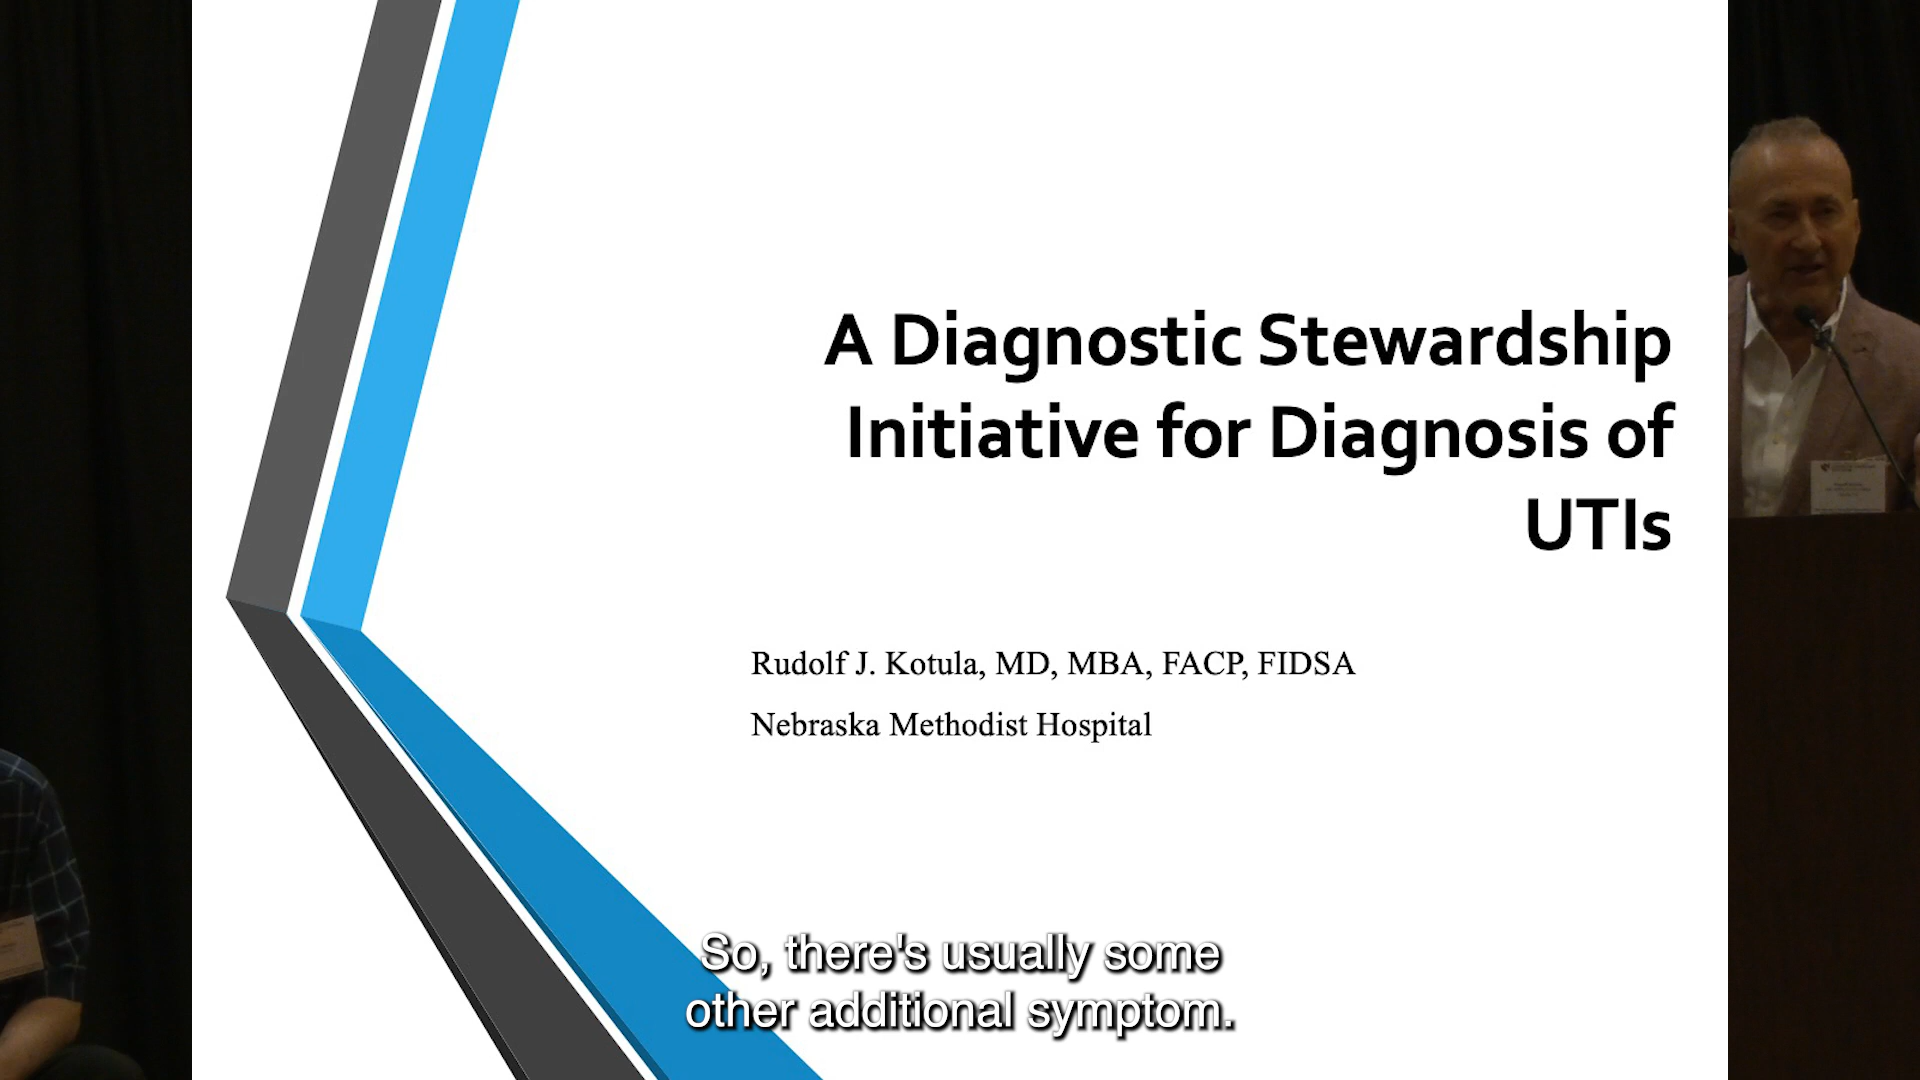 A Diagnostic Stewardship
Initiative for Diagnosis of
UTIs
Rudolf J. Kotula, MD, MBA, FACP, FIDSA
Nebraska Methodist Hospital
So, there's usually some
other additional symptom.